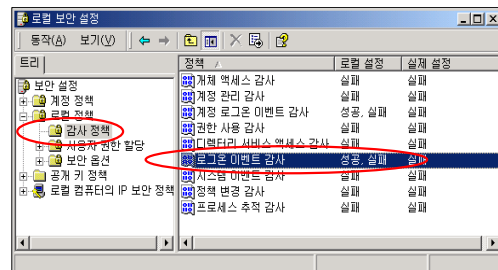 로컬 보안 설정
동작(A) 보기(V)
트리
보안 설정
계정 정책
로컬 정책
감사 정책
사용자 권한 할당
보안 옵션
공개 키 정책
로컬 컴퓨터의 IP 보안 정책
정책 로컬 설정 실제 설정
개체 액세스 감사 실패 실패
계정 관리 감사 실패 실패
계정 로그온 이벤트 감사 성공, 실패 실패
권한 사용 감사 실패 실패
디렉터리 서비스 액세스 감사 실패 실패
로그온 이벤트 감사 성공, 실패 실패
시스템 이벤트 감사 실패 실패
정책 변경 감사 실패 실패
프로세스 추적 감사 실패 실패